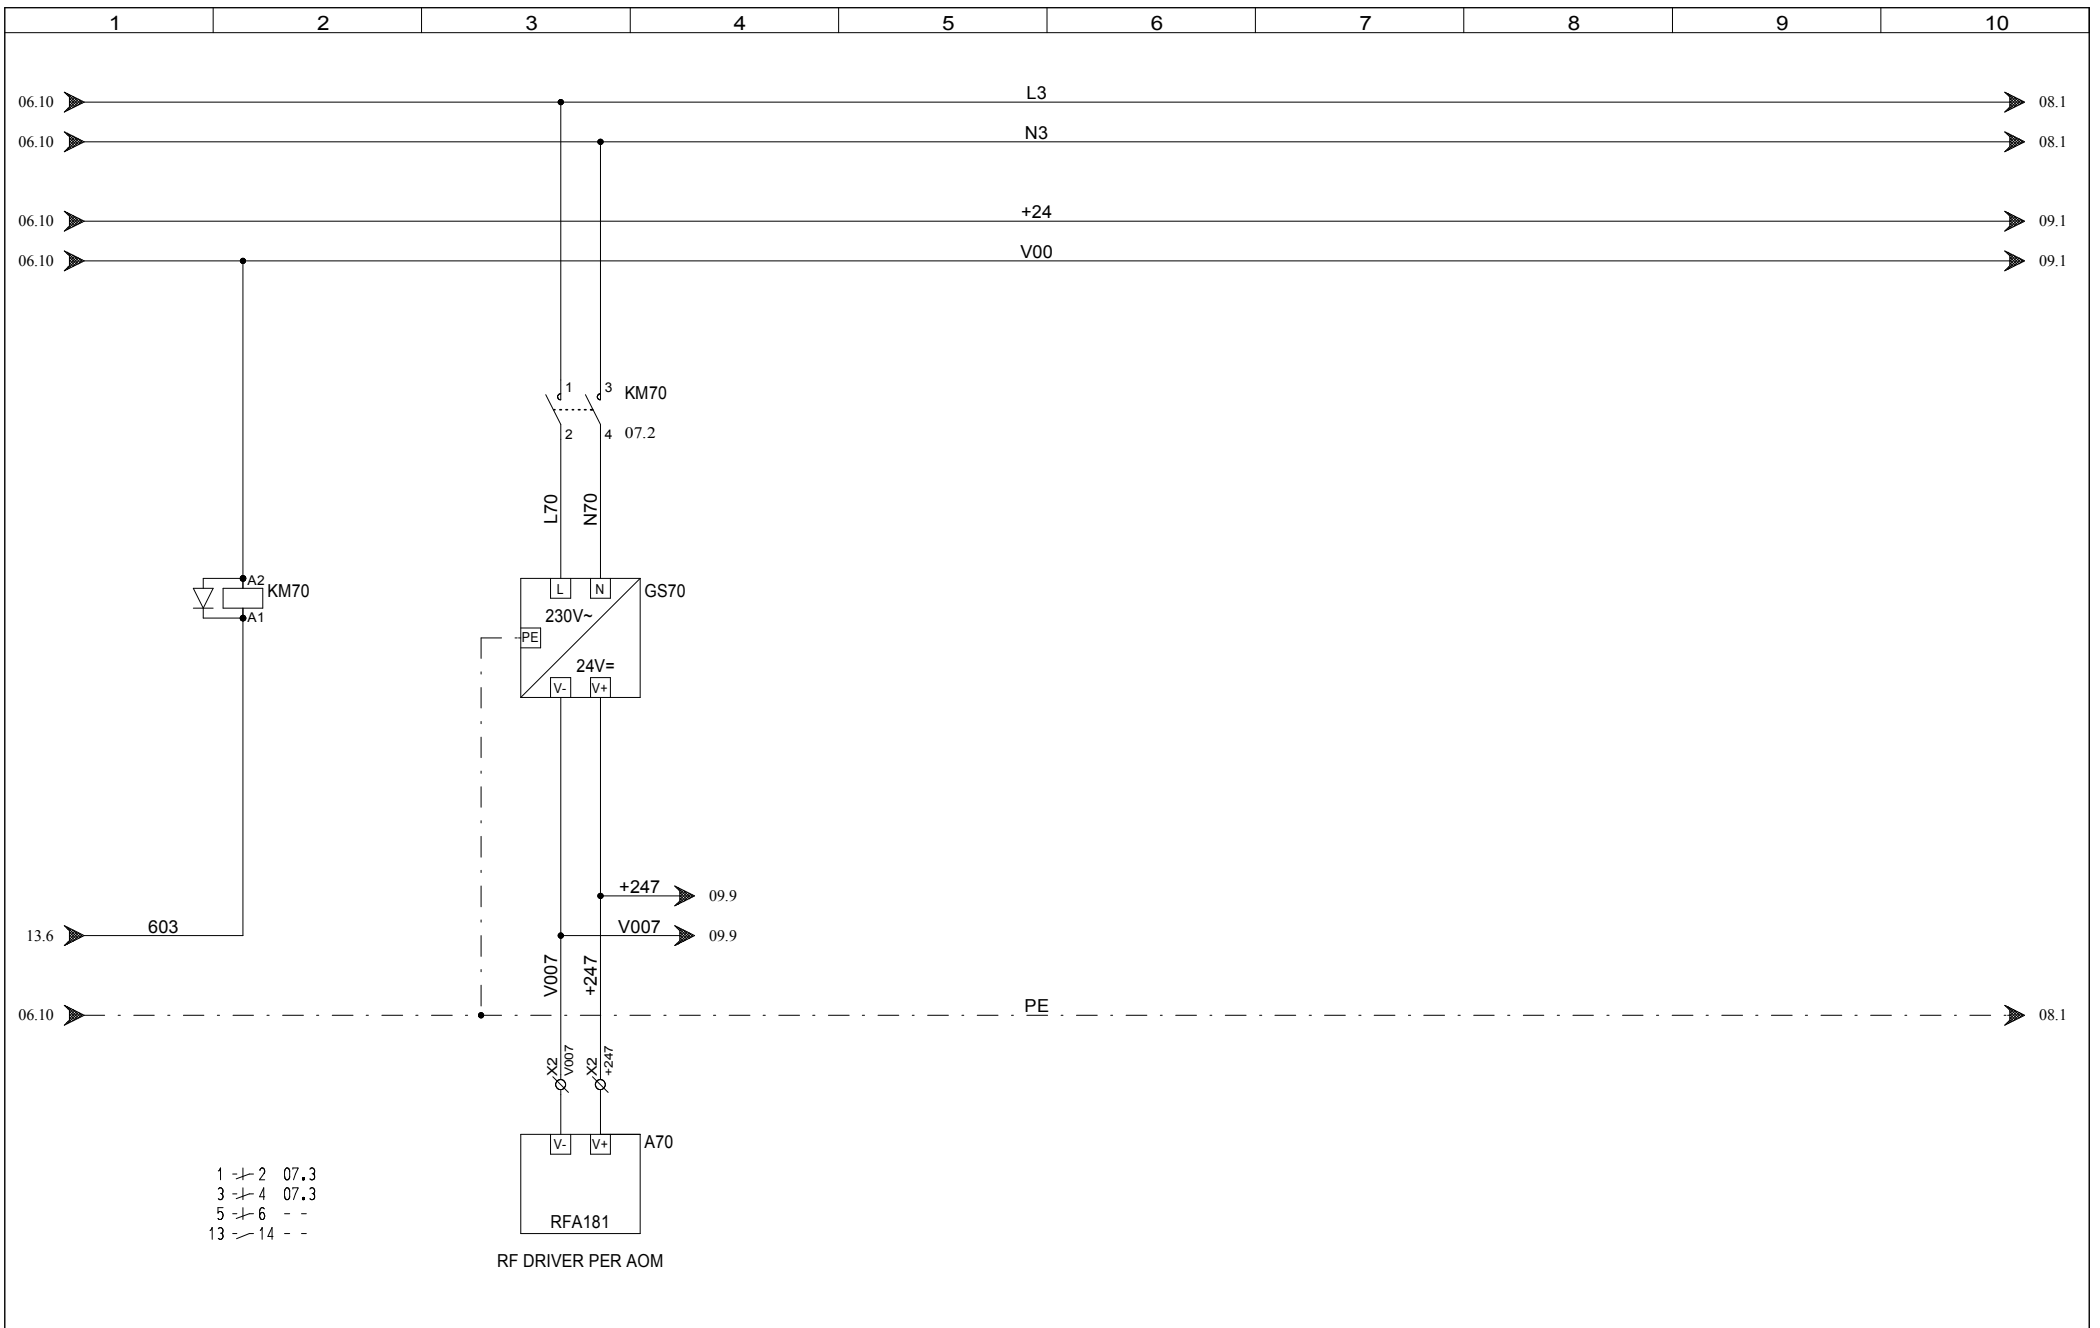 1 2 3 4 5 6 7 8 9 10
06.10 L3 08.1
06.10 N3 08.1
06.10 +24 09.1
06.10 V00 09.1
1 3 KM70
2 4 07.2
L70 N70
A2 KM70
A1
L N GS70
230V~
PE
24V=
V- V+
+247 09.9
13.6 603 V007 09.9
V007 +247
06.10 PE 08.1
X2 V007 X2 +247
V- V+ A70
RFA181
RF DRIVER PER AOM
1 2 07.3
3 4 07.3
5 6 - -
13 14 - -